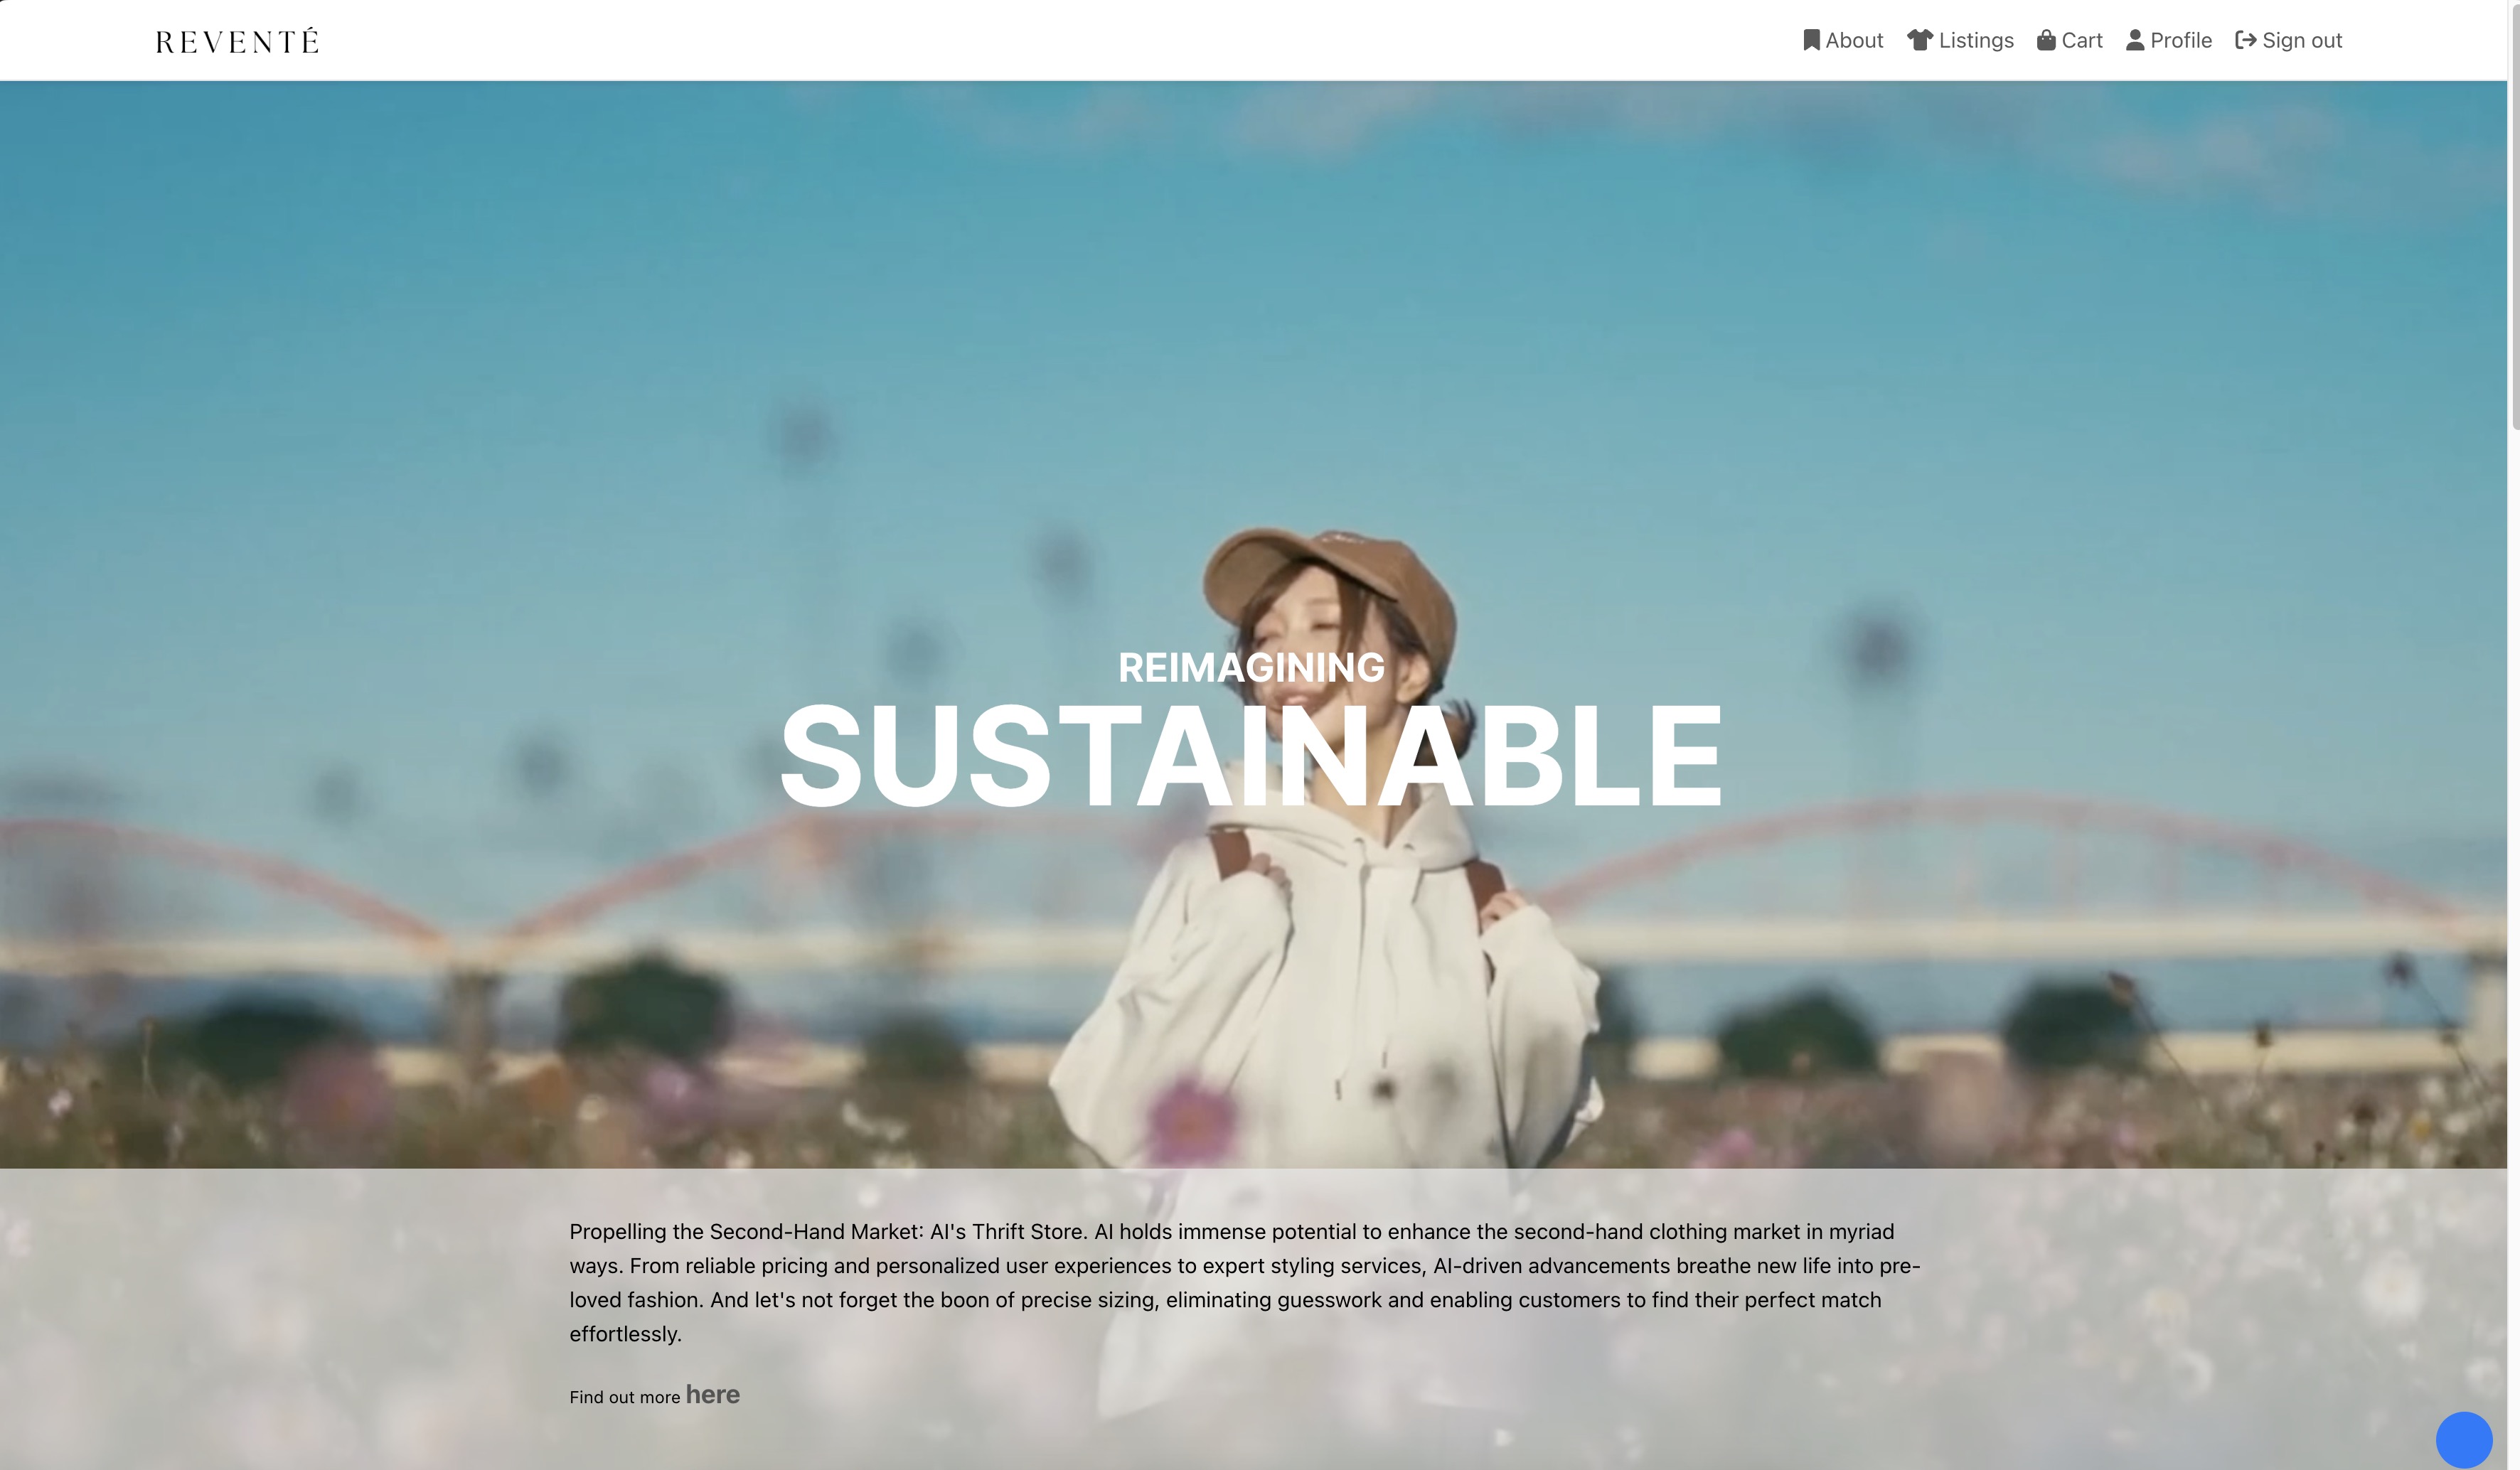 REVENTÉ
About Listings Cart Profile Sign out
REIMAGINING
SUSTAINABLE
Propelling the Second-Hand Market: AI's Thrift Store. AI holds immense potential to enhance the second-hand clothing market in myriad
ways. From reliable pricing and personalized user experiences to expert styling services, AI-driven advancements breathe new life into pre-
loved fashion. And let's not forget the boon of precise sizing, eliminating guesswork and enabling customers to find their perfect match
effortlessly.
Find out more here